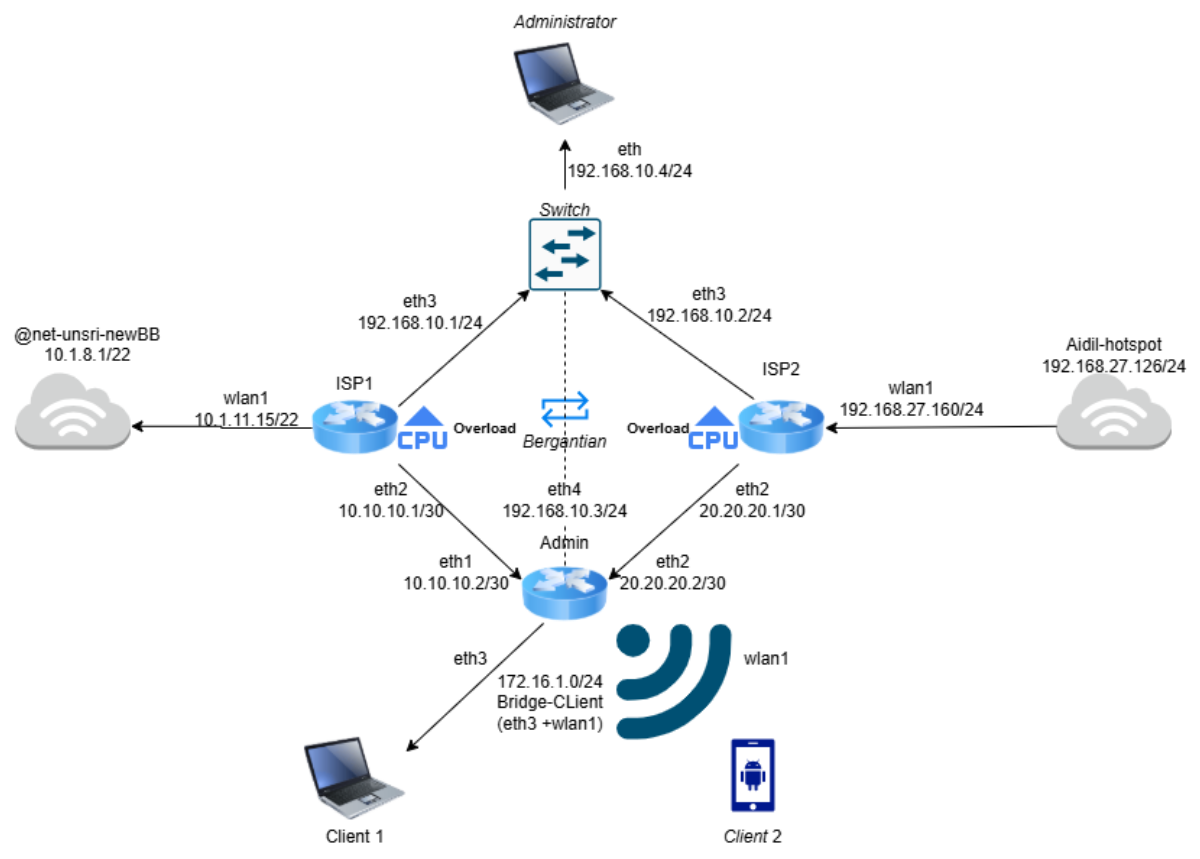 Administrator
eth
192.168.10.4/24
Switch
eth3
192.168.10.1/24
eth3
192.168.10.2/24
@net-unsri-newBB
10.1.8.1/22
Aidil-hotspot
192.168.27.126/24
ISP1
ISP2
wlan1
10.1.11.15/22
wlan1
192.168.27.160/24
CPU
Overload
Bergantian
Overload
CPU
eth2
10.10.10.1/30
eth4
192.168.10.3/24
eth2
20.20.20.1/30
Admin
eth1
10.10.10.2/30
eth2
20.20.20.2/30
eth3
172.16.1.0/24
Bridge-CLient
(eth3 +wlan1)
wlan1
Client 1
Client 2